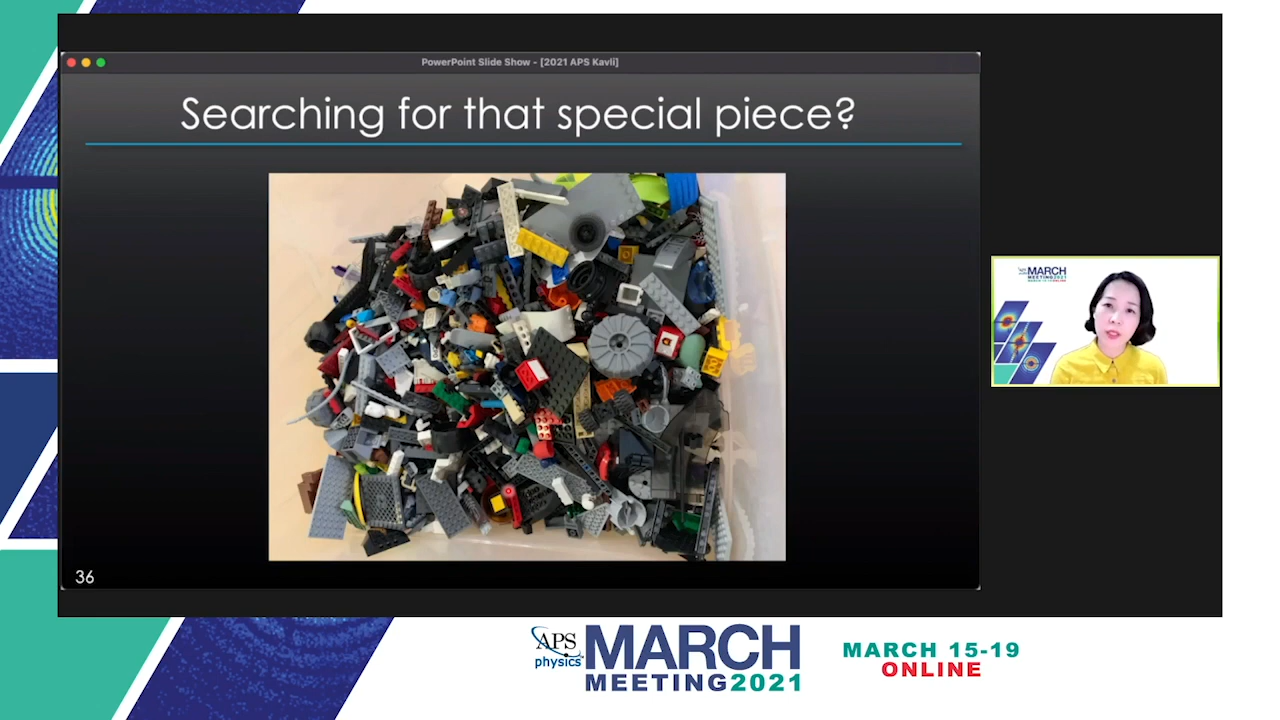 PowerPoint Slide Show - [2021 APS Kavli]
Searching for that special piece?
36
MARCH
MEETING2021
APS
physics
MARCH
MEETING2021
MARCH 15-19
ONLINE